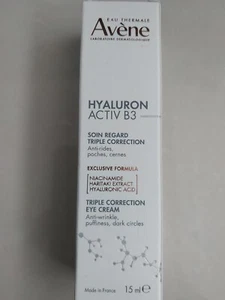 EAU THERMALE
Avène
LABORATOIRE DERMATOLOGIQUE
HYALURON
ACTIV B3
SOIN REGARD
TRIPLE CORRECTION
Anti-rides,
poches, cernes
EXCLUSIVE FORMULA
NIACINAMIDE
HARITAKI EXTRACT
HYALURONIC ACID
TRIPLE CORRECTION
EYE CREAM
Anti-wrinkle,
puffiness, dark circles
Made in France
15 ml ℮